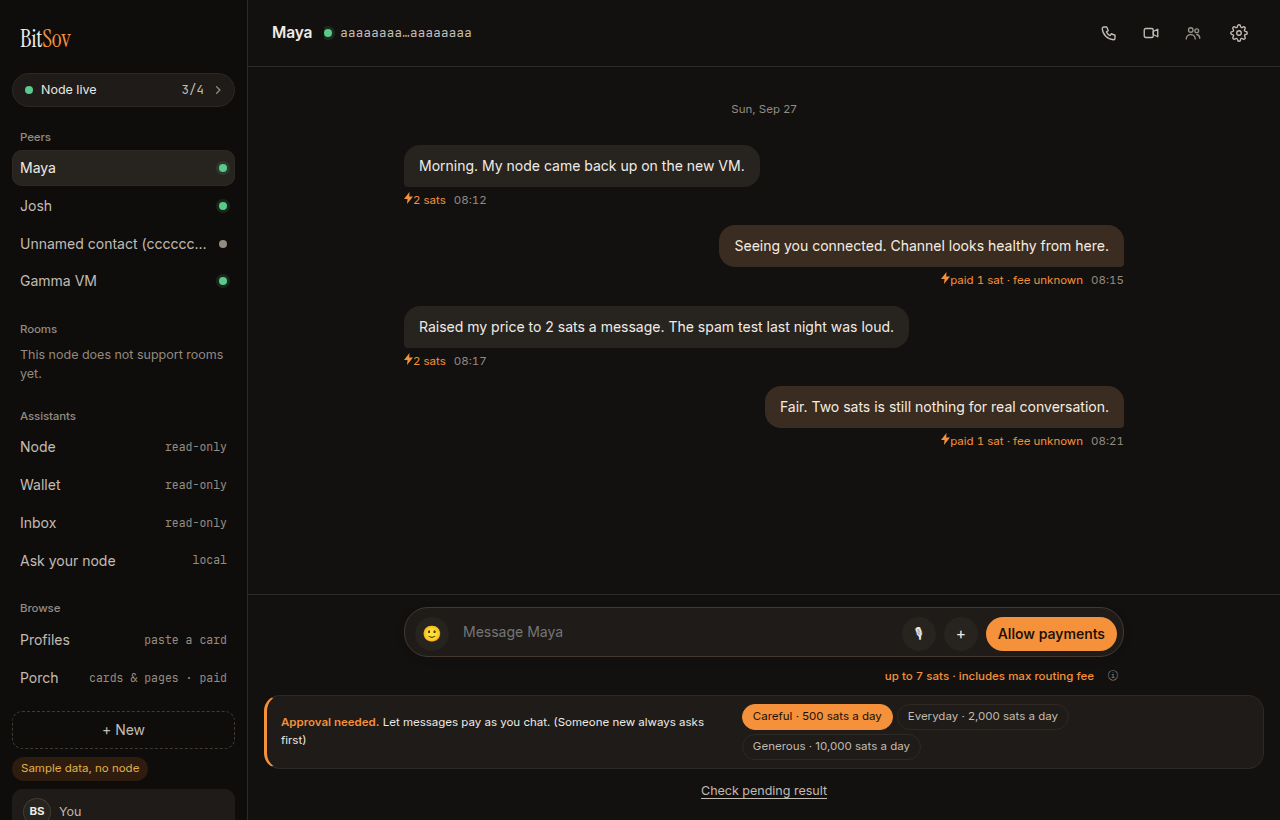 BitSov
Node live 3/4
Peers
Maya
Josh
Unnamed contact (cccccc...
Gamma VM
Rooms
This node does not support rooms
yet.
Assistants
Node read-only
Wallet read-only
Inbox read-only
Ask your node local
Browse
Profiles paste a card
Porch cards & pages · paid
+ New
Sample data, no node
BS You
Maya aaaaaaaa…aaaaaaaa
Sun, Sep 27
Morning. My node came back up on the new VM.
2 sats 08:12
Seeing you connected. Channel looks healthy from here.
paid 1 sat · fee unknown 08:15
Raised my price to 2 sats a message. The spam test last night was loud.
2 sats 08:17
Fair. Two sats is still nothing for real conversation.
paid 1 sat · fee unknown 08:21
Message Maya
+
Allow payments
up to 7 sats · includes max routing fee
Approval needed. Let messages pay as you chat. (Someone new always asks
first)
Careful · 500 sats a day
Everyday · 2,000 sats a day
Generous · 10,000 sats a day
Check pending result